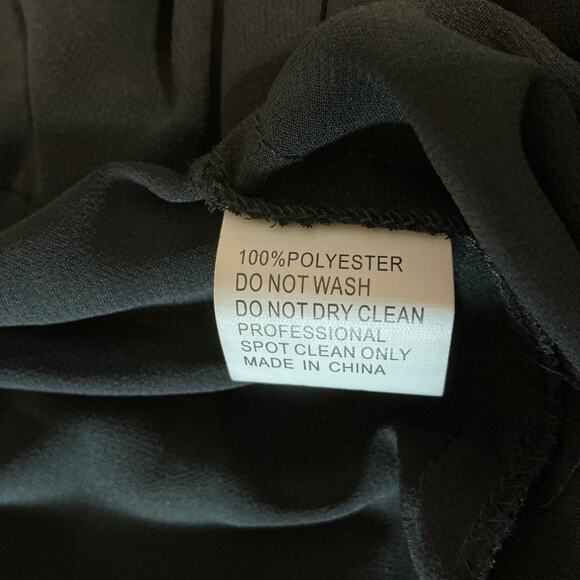 100%POLYESTER
DO NOT WASH
DO NOT DRY CLEAN
PROFESSIONAL
SPOT CLEAN ONLY
MADE IN CHINA